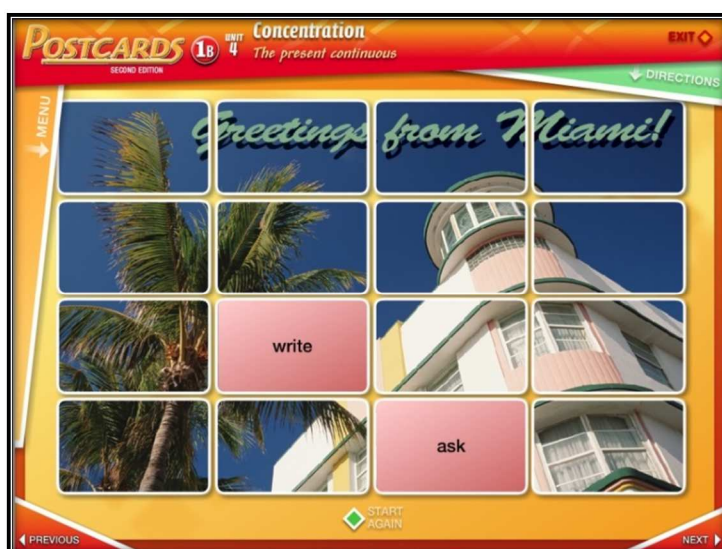 POSTCARDS 1B UNIT 4 Concentration
SECOND EDITION
The present continuous
EXIT
DIRECTIONS
MENU
Greetings from Miami!
write
ask
START
AGAIN
PREVIOUS
NEXT